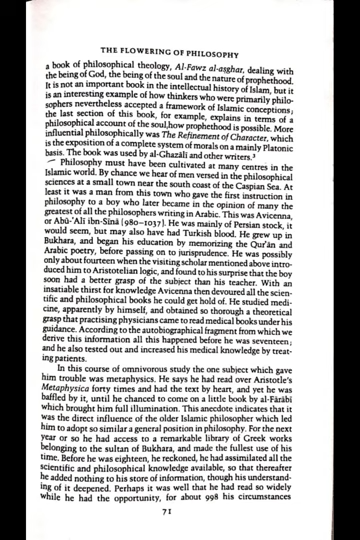 THE FLOWERING OF PHILOSOPHY
a book of philosophical theology, Al-Fawz al-aṣghar, dealing with
the being of God, the being of the soul and the nature of prophethood.
It is not an important book in the intellectual history of Islam, but it
is an interesting example of how thinkers who were primarily philo-
sophers nevertheless accepted a framework of Islamic conceptions;
the last section of this book, for example, explains in terms of a
philosophical account of the soul,how prophethood is possible. More
influential philosophically was The Refinement of Character, which
is the exposition of a complete system of morals on a mainly Platonic
basis. The book was used by al-Ghazālī and other writers.³
Philosophy must have been cultivated at many centres in the
Islamic world. By chance we hear of men versed in the philosophical
sciences at a small town near the south coast of the Caspian Sea. At
least it was a man from this town who gave the first instruction in
philosophy to a boy who later became in the opinion of many the
greatest of all the philosophers writing in Arabic. This was Avicenna,
or Abū-ʿAlī ibn-Sīnā (980–1037). He was mainly of Persian stock, it
would seem, but may also have had Turkish blood. He grew up in
Bukhara, and began his education by memorizing the Qurʾān and
Arabic poetry, before passing on to jurisprudence. He was possibly
only about fourteen when the visiting scholar mentioned above intro-
duced him to Aristotelian logic, and found to his surprise that the boy
soon had a better grasp of the subject than his teacher. With an
insatiable thirst for knowledge Avicenna then devoured all the scien-
tific and philosophical books he could get hold of. He studied medi-
cine, apparently by himself, and obtained so thorough a theoretical
grasp that practising physicians came to read medical books under his
guidance. According to the autobiographical fragment from which we
derive this information all this happened before he was seventeen;
and he also tested out and increased his medical knowledge by treat-
ing patients.
In this course of omnivorous study the one subject which gave
him trouble was metaphysics. He says he had read over Aristotle's
Metaphysica forty times and had the text by heart, and yet he was
baffled by it, until he chanced to come on a little book by al-Fārābī
which brought him full illumination. This anecdote indicates that it
was the direct influence of the older Islamic philosopher which led
him to adopt so similar a general position in philosophy. For the next
year or so he had access to a remarkable library of Greek works
belonging to the sultan of Bukhara, and made the fullest use of his
time. Before he was eighteen, he reckoned, he had assimilated all the
scientific and philosophical knowledge available, so that thereafter
he added nothing to his store of information, though his understand-
ing of it deepened. Perhaps it was well that he had read so widely
while he had the opportunity, for about 998 his circumstances
71